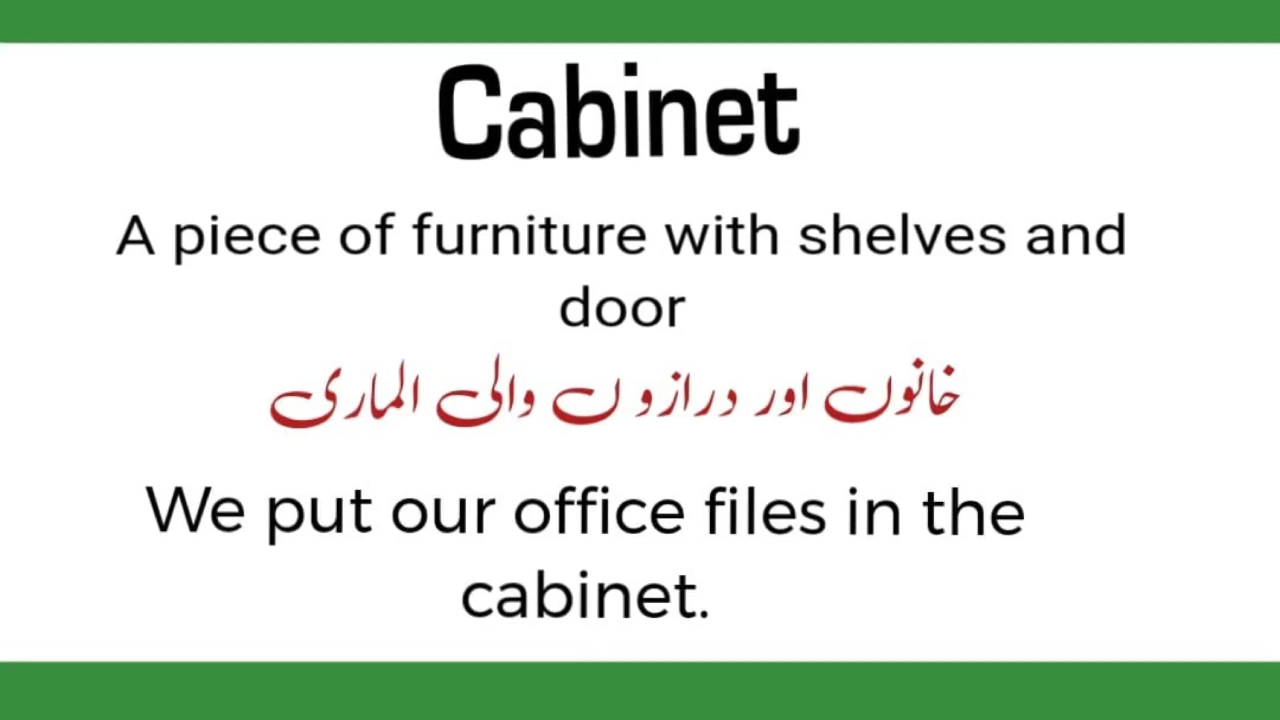 Cabinet
A piece of furniture with shelves and
door
خانوں اور درازو ں والی الماری
We put our office files in the
cabinet.